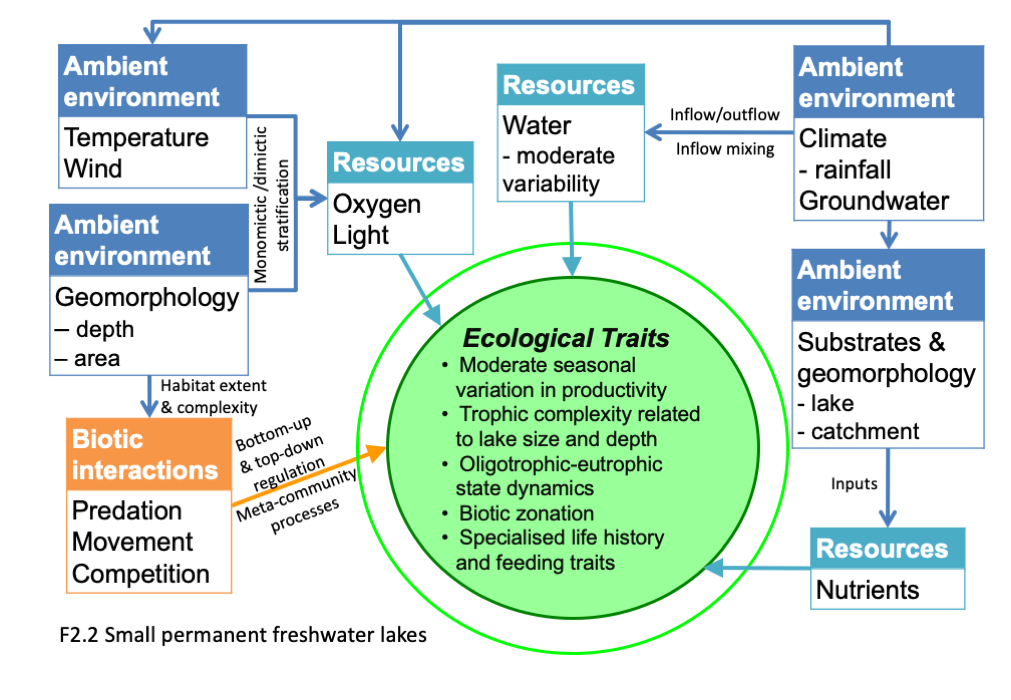 Ambient
environment
Temperature
Wind
Ambient
environment
Geomorphology
– depth
– area
Monomictic /dimictic
stratification
Resources
Oxygen
Light
Resources
Water
- moderate
variability
Inflow/outflow
Inflow mixing
Ambient
environment
Climate
- rainfall
Groundwater
Ambient
environment
Substrates &
geomorphology
- lake
- catchment
Inputs
Resources
Nutrients
Habitat extent
& complexity
Biotic
interactions
Predation
Movement
Competition
Bottom-up
& top-down
regulation
Meta-community
processes
Ecological Traits
• Moderate seasonal
variation in productivity
• Trophic complexity related
to lake size and depth
• Oligotrophic-eutrophic
state dynamics
• Biotic zonation
• Specialised life history
and feeding traits
F2.2 Small permanent freshwater lakes